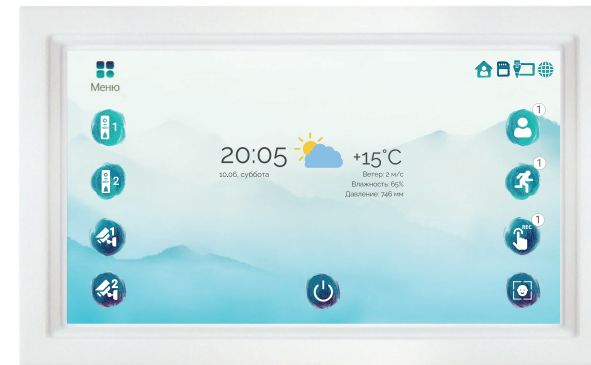 Меню
1
1
20:05
+15°C
10.06, суббота
Ветер: 2 м/с
Влажность: 65%
Давление: 746 мм
2
1
1
1
REC
2